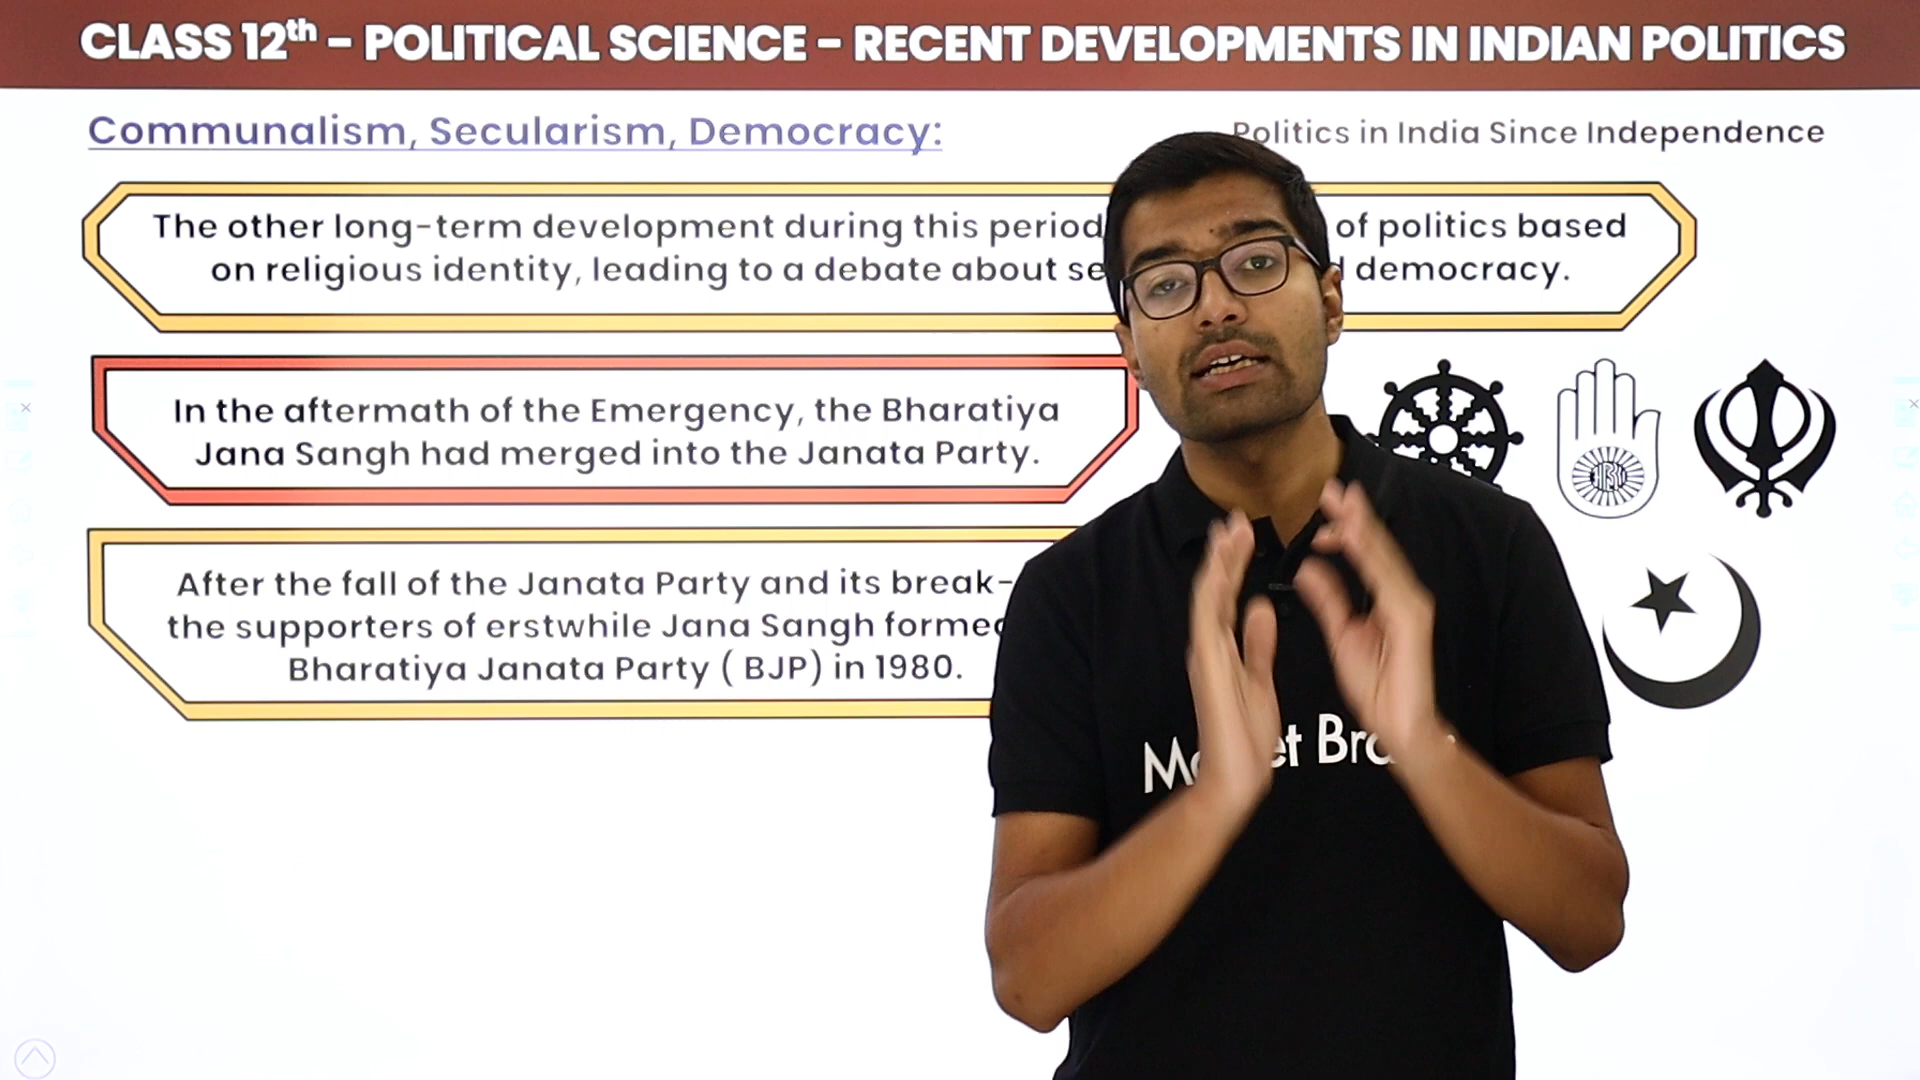 CLASS 12th - POLITICAL SCIENCE - RECENT DEVELOPMENTS IN INDIAN POLITICS
Communalism, Secularism, Democracy:
Politics in India Since Independence
The other long-term development during this period of politics based
on religious identity, leading to a debate about democracy.
In the aftermath of the Emergency, the Bharatiya
Jana Sangh had merged into the Janata Party.
After the fall of the Janata Party and its break-
the supporters of erstwhile Jana Sangh formed
Bharatiya Janata Party ( BJP) in 1980.